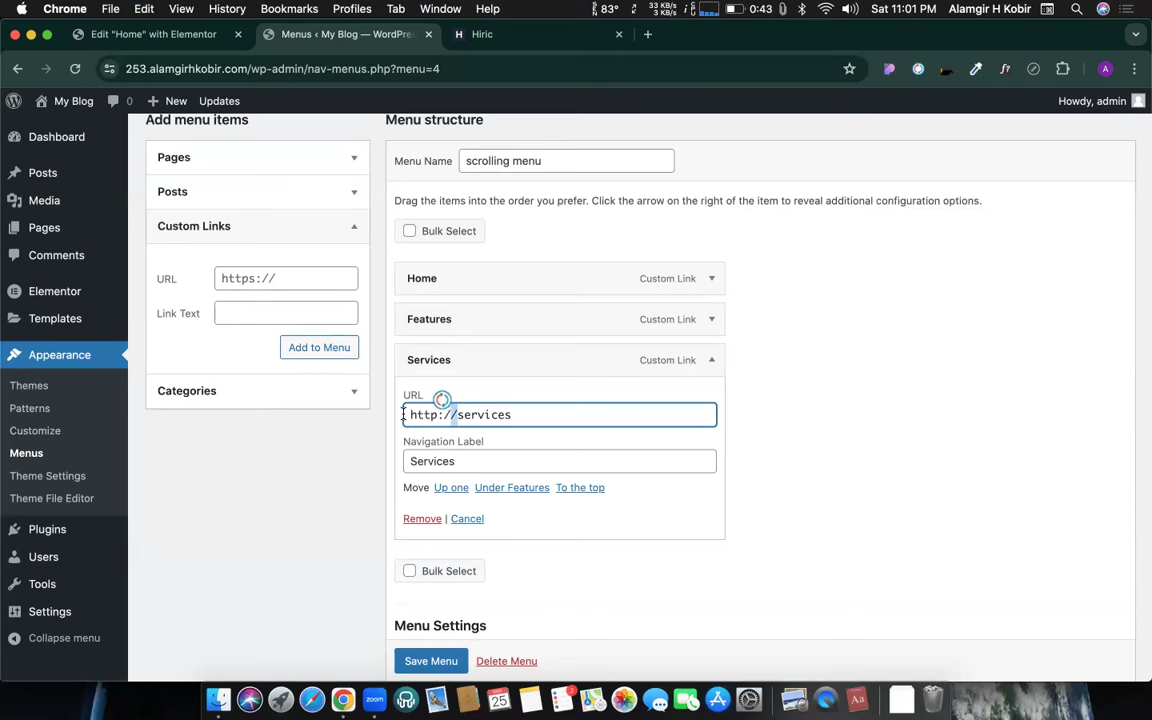 Chrome File Edit View History Bookmarks Profiles Tab Window Help 83° 33 KB/s 3 KB/s 0:43 Sat 11:01 PM Alamgir H Kobir
Edit "Home" with Elementor Menus ‹ My Blog — WordPre Hiric
253.alamgirhkobir.com/wp-admin/nav-menus.php?menu=4
My Blog 0 New Updates Howdy, admin
Dashboard
Posts
Media
Pages
Comments
Elementor
Templates
Appearance
Themes
Patterns
Customize
Menus
Theme Settings
Theme File Editor
Plugins
Users
Tools
Settings
Collapse menu
Add menu items
Pages
Posts
Custom Links
URL https://
Link Text
Add to Menu
Categories
Menu structure
Menu Name scrolling menu
Drag the items into the order you prefer. Click the arrow on the right of the item to reveal additional configuration options.
Bulk Select
Home Custom Link
Features Custom Link
Services Custom Link
URL
http://services
Navigation Label
Services
Move Up one Under Features To the top
Remove | Cancel
Bulk Select
Menu Settings
Save Menu Delete Menu